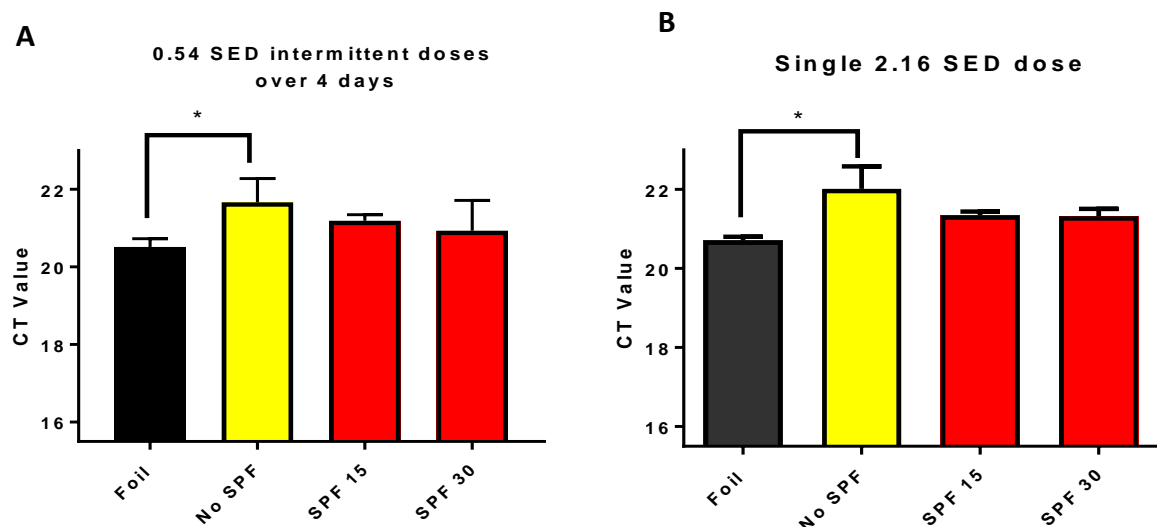 A
0.54 SED intermittent doses
over 4 days
*
CT Value
22
20
18
16
Foil
No SPF
SPF 15
SPF 30
B
Single 2.16 SED dose
*
CT Value
22
20
18
16
Foil
No SPF
SPF 15
SPF 30